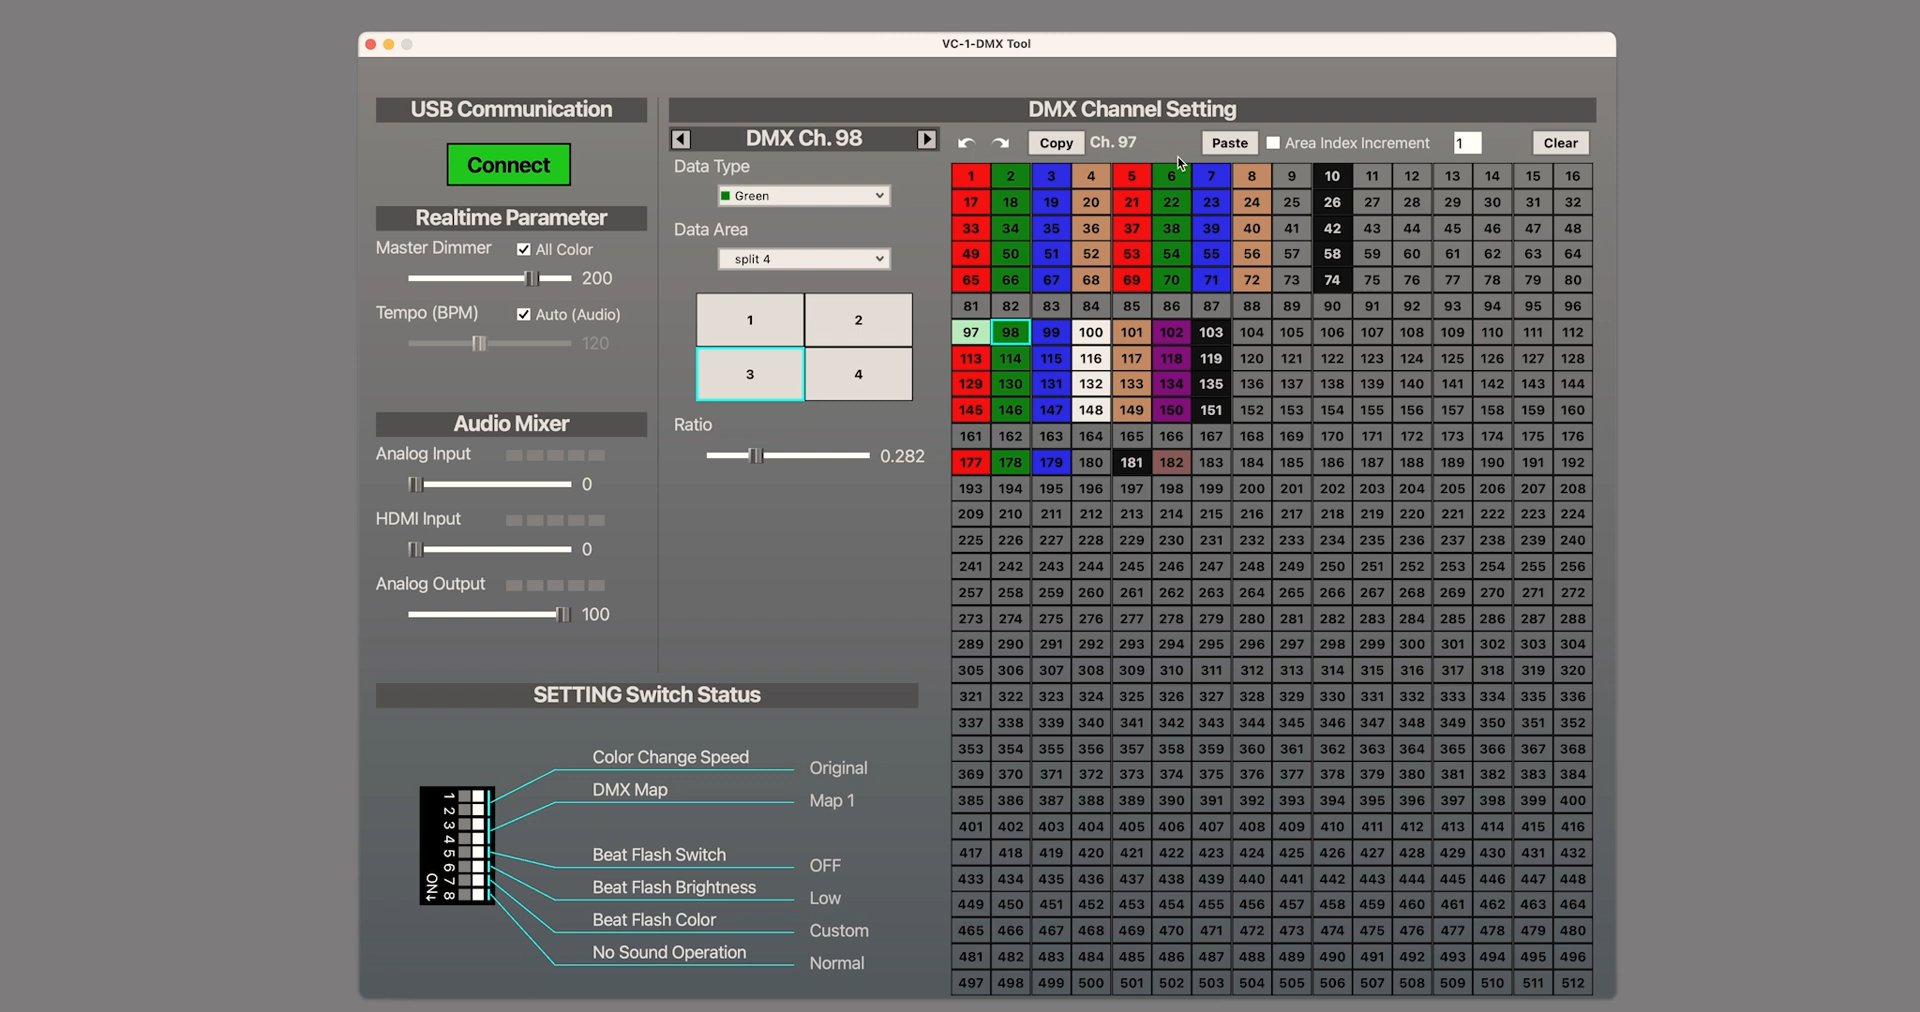 VC-1-DMX Tool
USB Communication
Connect
Realtime Parameter
Master Dimmer
All Color
200
Tempo (BPM)
Auto (Audio)
120
Audio Mixer
Analog Input
0
HDMI Input
0
Analog Output
100
DMX Channel Setting
DMX Ch. 98
Data Type
Green
Data Area
split 4
1 2
3 4
Ratio
0.282
Copy Ch. 97 Paste Area Index Increment 1 Clear
1 2 3 4 5 6 7 8 9 10 11 12 13 14 15 16
17 18 19 20 21 22 23 24 25 26 27 28 29 30 31 32
33 34 35 36 37 38 39 40 41 42 43 44 45 46 47 48
49 50 51 52 53 54 55 56 57 58 59 60 61 62 63 64
65 66 67 68 69 70 71 72 73 74 75 76 77 78 79 80
81 82 83 84 85 86 87 88 89 90 91 92 93 94 95 96
97 98 99 100 101 102 103 104 105 106 107 108 109 110 111 112
113 114 115 116 117 118 119 120 121 122 123 124 125 126 127 128
129 130 131 132 133 134 135 136 137 138 139 140 141 142 143 144
145 146 147 148 149 150 151 152 153 154 155 156 157 158 159 160
161 162 163 164 165 166 167 168 169 170 171 172 173 174 175 176
177 178 179 180 181 182 183 184 185 186 187 188 189 190 191 192
193 194 195 196 197 198 199 200 201 202 203 204 205 206 207 208
209 210 211 212 213 214 215 216 217 218 219 220 221 222 223 224
225 226 227 228 229 230 231 232 233 234 235 236 237 238 239 240
241 242 243 244 245 246 247 248 249 250 251 252 253 254 255 256
257 258 259 260 261 262 263 264 265 266 267 268 269 270 271 272
273 274 275 276 277 278 279 280 281 282 283 284 285 286 287 288
289 290 291 292 293 294 295 296 297 298 299 300 301 302 303 304
305 306 307 308 309 310 311 312 313 314 315 316 317 318 319 320
321 322 323 324 325 326 327 328 329 330 331 332 333 334 335 336
337 338 339 340 341 342 343 344 345 346 347 348 349 350 351 352
353 354 355 356 357 358 359 360 361 362 363 364 365 366 367 368
369 370 371 372 373 374 375 376 377 378 379 380 381 382 383 384
385 386 387 388 389 390 391 392 393 394 395 396 397 398 399 400
401 402 403 404 405 406 407 408 409 410 411 412 413 414 415 416
417 418 419 420 421 422 423 424 425 426 427 428 429 430 431 432
433 434 435 436 437 438 439 440 441 442 443 444 445 446 447 448
449 450 451 452 453 454 455 456 457 458 459 460 461 462 463 464
465 466 467 468 469 470 471 472 473 474 475 476 477 478 479 480
481 482 483 484 485 486 487 488 489 490 491 492 493 494 495 496
497 498 499 500 501 502 503 504 505 506 507 508 509 510 511 512
SETTING Switch Status
1 2 3 4 5 6 7 8
ON↓
Color Change Speed Original
DMX Map Map 1
Beat Flash Switch OFF
Beat Flash Brightness Low
Beat Flash Color Custom
No Sound Operation Normal